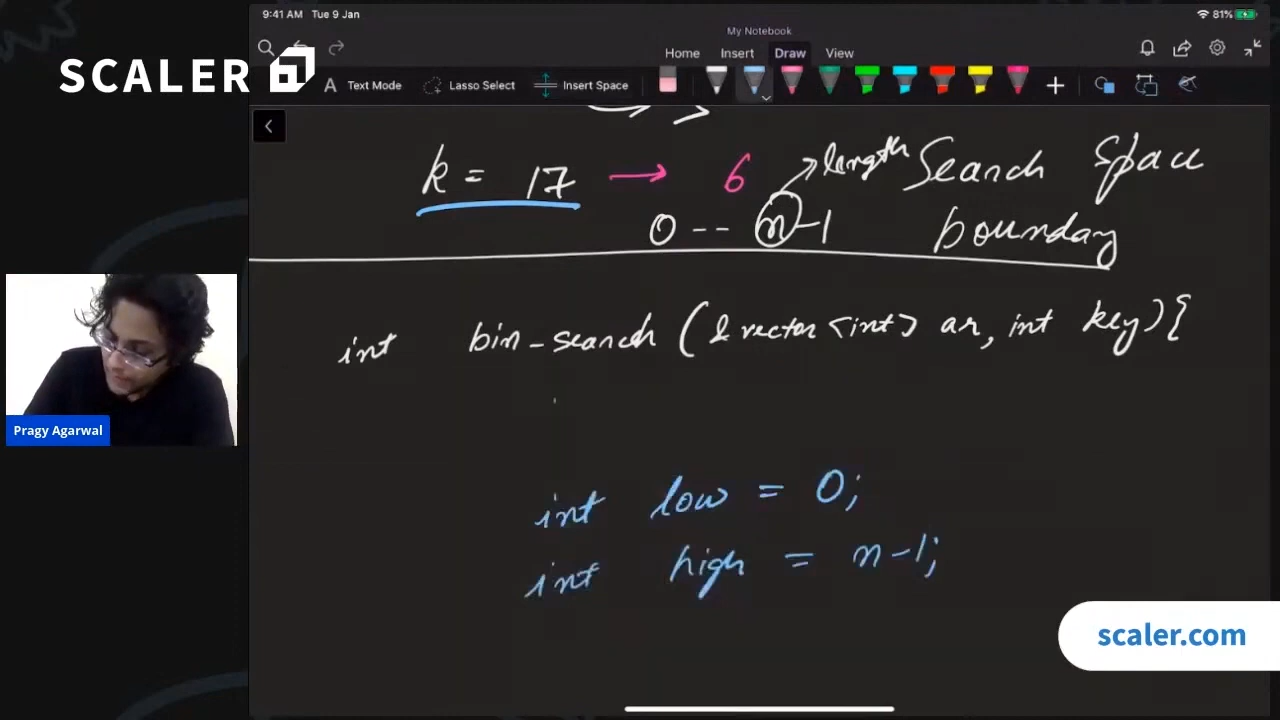 9:41 AM Tue 9 Jan
81%
My Notebook
Home Insert Draw View
SCALER
A Text Mode Lasso Select Insert Space
k = 17 → 6 length Search Space
0 -- n-1 boundary
int bin_search (& vector <int> ar, int key) {
Pragy Agarwal
int low = 0;
int high = n-1;
scaler.com